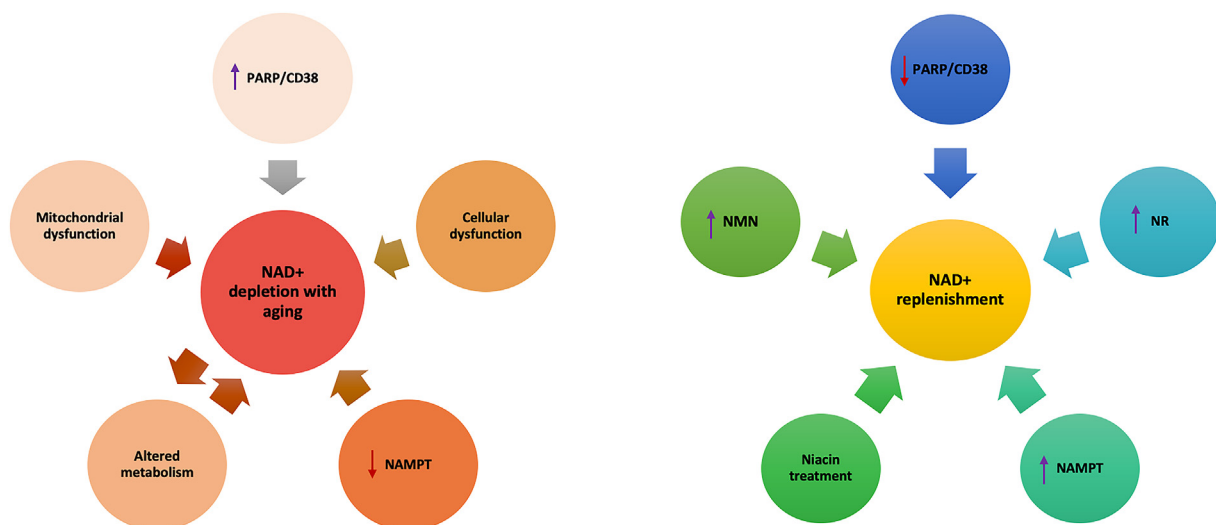 ↑ PARP/CD38
Mitochondrial
dysfunction
Cellular
dysfunction
NAD+
depletion with
aging
Altered
metabolism
↓ NAMPT
↓ PARP/CD38
↑ NMN
↑ NR
NAD+
replenishment
Niacin
treatment
↑ NAMPT